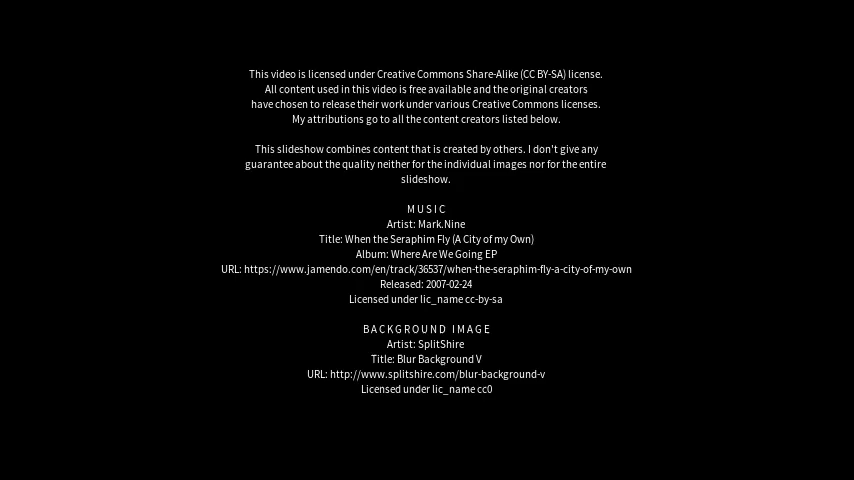 This video is licensed under Creative Commons Share-Alike (CC BY-SA) license.
All content used in this video is free available and the original creators
have chosen to release their work under various Creative Commons licenses.
My attributions go to all the content creators listed below.
This slideshow combines content that is created by others. I don't give any
guarantee about the quality neither for the individual images nor for the entire
slideshow.
MUSIC
Artist: Mark.Nine
Title: When the Seraphim Fly (A City of my Own)
Album: Where Are We Going EP
URL: https://www.jamendo.com/en/track/36537/when-the-seraphim-fly-a-city-of-my-own
Released: 2007-02-24
Licensed under lic_name cc-by-sa
BACKGROUND IMAGE
Artist: SplitShire
Title: Blur Background V
URL: http://www.splitshire.com/blur-background-v
Licensed under lic_name cc0